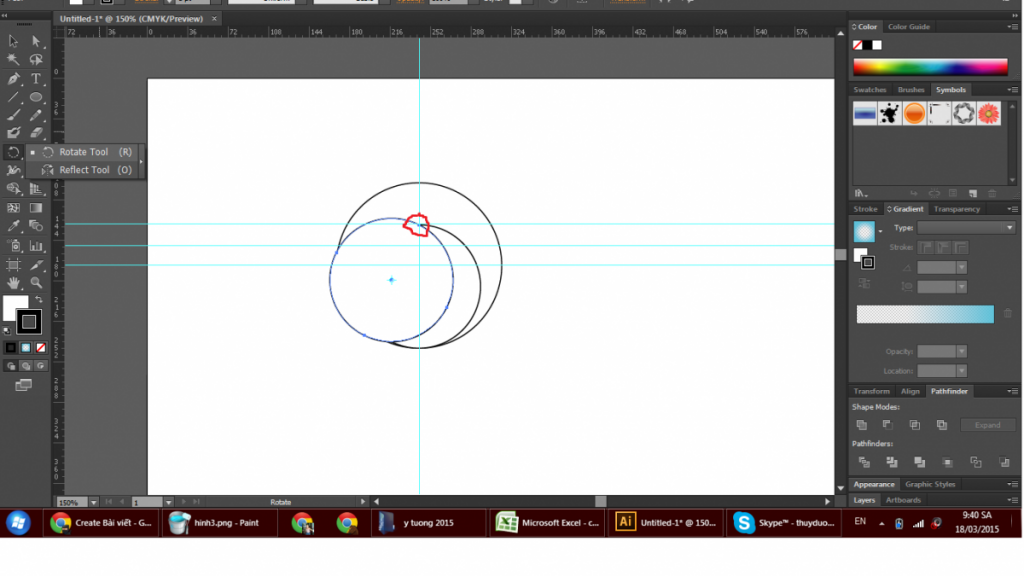 Untitled-1* @ 150% (CMYK/Preview) ×
72 36 0 36 72 108 144 180 216 252 288 324 360 396 432 468 504 540 576
Rotate Tool (R)
Reflect Tool (O)
Color Color Guide
Swatches Brushes Symbols
Stroke Gradient Transparency
Type:
Stroke:
Opacity:
Location:
Transform Align Pathfinder
Shape Modes:
Expand
Pathfinders:
Appearance Graphic Styles
Layers Artboards
150% 1 Rotate
Create Bài viết - G... hinh3.png - Paint y tuong 2015 Microsoft Excel - c... Untitled-1* @ 150... Skype™ - thuyduo... EN 9:40 SA
18/03/2015